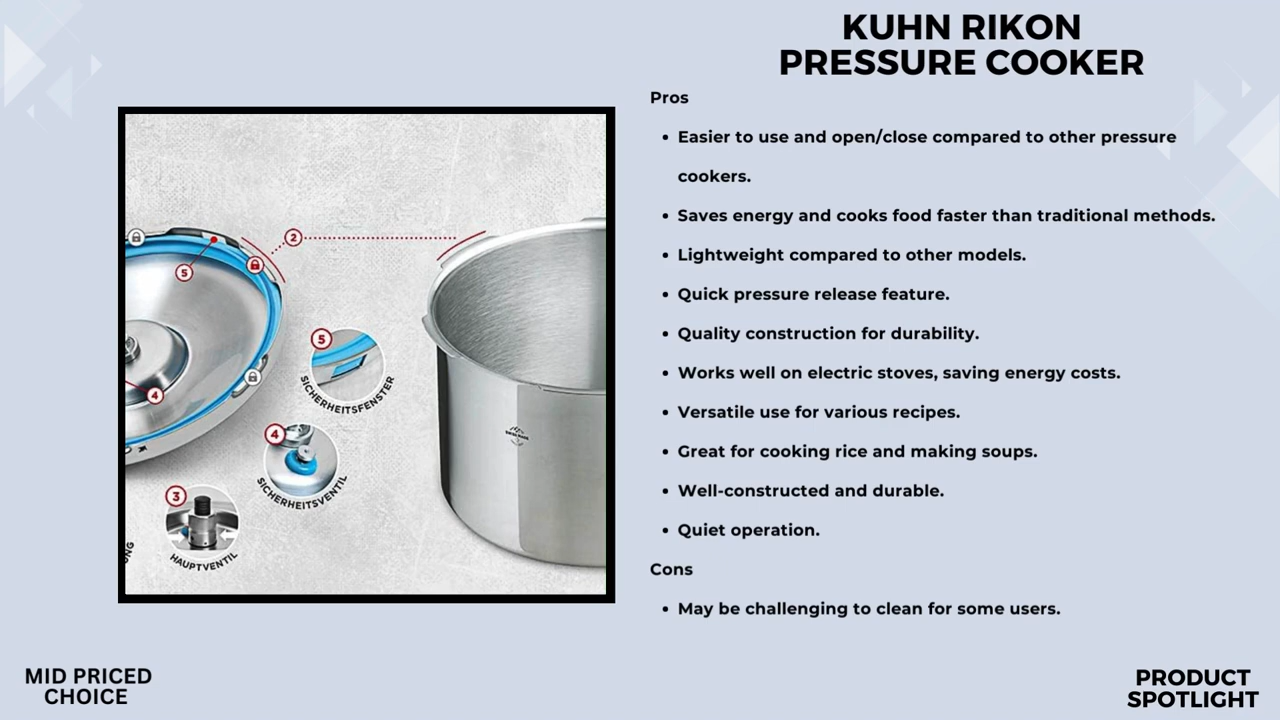 KUHN RIKON
PRESSURE COOKER
Pros
• Easier to use and open/close compared to other pressure
cookers.
• Saves energy and cooks food faster than traditional methods.
• Lightweight compared to other models.
• Quick pressure release feature.
• Quality construction for durability.
• Works well on electric stoves, saving energy costs.
• Versatile use for various recipes.
• Great for cooking rice and making soups.
• Well-constructed and durable.
• Quiet operation.
Cons
• May be challenging to clean for some users.
2
5
5
SICHERHEITSFENSTER
4
4
SICHERHEITSVENTIL
3
HAUPTVENTIL
MID PRICED
CHOICE
PRODUCT
SPOTLIGHT